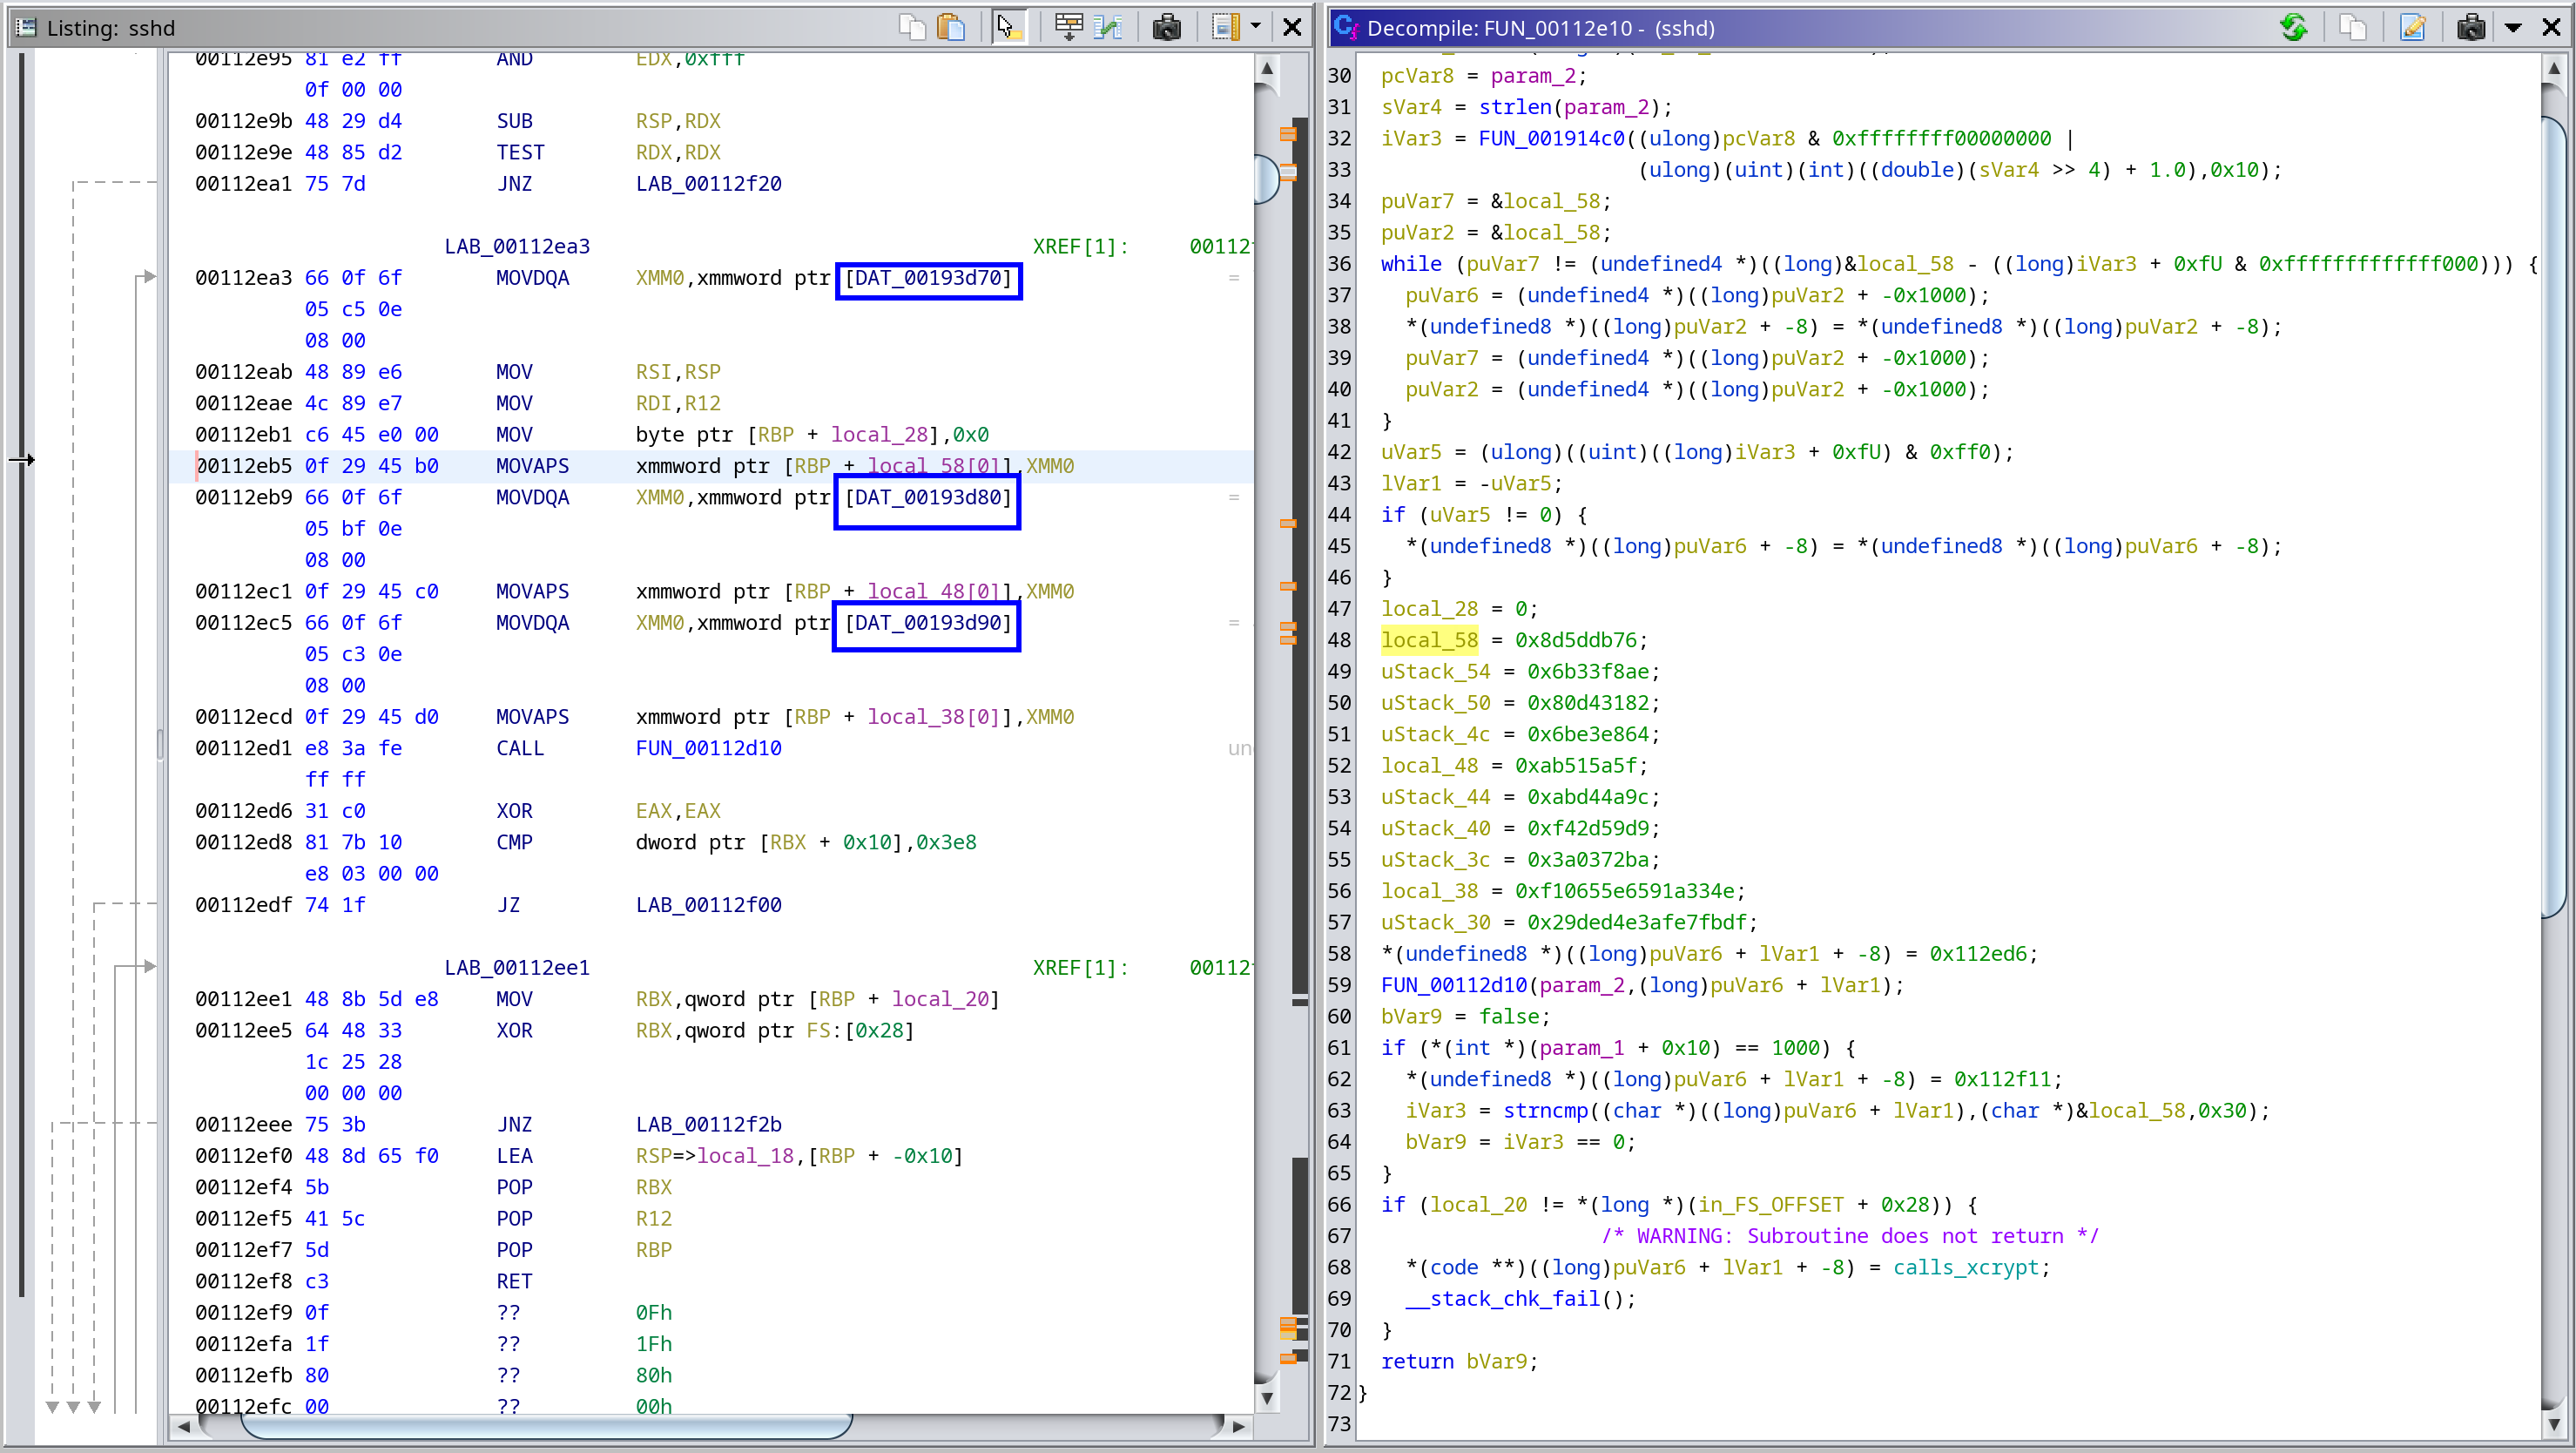 Listing: sshd
00112e95 81 e2 ff AND EDX,0xfff
0f 00 00
00112e9b 48 29 d4 SUB RSP,RDX
00112e9e 48 85 d2 TEST RDX,RDX
00112ea1 75 7d JNZ LAB_00112f20
LAB_00112ea3 XREF[1]: 00112
00112ea3 66 0f 6f MOVDQA XMM0,xmmword ptr [DAT_00193d70] =
05 c5 0e
08 00
00112eab 48 89 e6 MOV RSI,RSP
00112eae 4c 89 e7 MOV RDI,R12
00112eb1 c6 45 e0 00 MOV byte ptr [RBP + local_28],0x0
00112eb5 0f 29 45 b0 MOVAPS xmmword ptr [RBP + local_58[0]],XMM0
00112eb9 66 0f 6f MOVDQA XMM0,xmmword ptr [DAT_00193d80] =
05 bf 0e
08 00
00112ec1 0f 29 45 c0 MOVAPS xmmword ptr [RBP + local_48[0]],XMM0
00112ec5 66 0f 6f MOVDQA XMM0,xmmword ptr [DAT_00193d90] =
05 c3 0e
08 00
00112ecd 0f 29 45 d0 MOVAPS xmmword ptr [RBP + local_38[0]],XMM0
00112ed1 e8 3a fe CALL FUN_00112d10 un
ff ff
00112ed6 31 c0 XOR EAX,EAX
00112ed8 81 7b 10 CMP dword ptr [RBX + 0x10],0x3e8
e8 03 00 00
00112edf 74 1f JZ LAB_00112f00
LAB_00112ee1 XREF[1]: 00112
00112ee1 48 8b 5d e8 MOV RBX,qword ptr [RBP + local_20]
00112ee5 64 48 33 XOR RBX,qword ptr FS:[0x28]
1c 25 28
00 00 00
00112eee 75 3b JNZ LAB_00112f2b
00112ef0 48 8d 65 f0 LEA RSP=>local_18,[RBP + -0x10]
00112ef4 5b POP RBX
00112ef5 41 5c POP R12
00112ef7 5d POP RBP
00112ef8 c3 RET
00112ef9 0f ?? 0Fh
00112efa 1f ?? 1Fh
00112efb 80 ?? 80h
00112efc 00 ?? 00h
Decompile: FUN_00112e10 - (sshd)
30 pcVar8 = param_2;
31 sVar4 = strlen(param_2);
32 iVar3 = FUN_001914c0((ulong)pcVar8 & 0xffffffff00000000 |
33 (ulong)(uint)(int)((double)(sVar4 >> 4) + 1.0),0x10);
34 puVar7 = &local_58;
35 puVar2 = &local_58;
36 while (puVar7 != (undefined4 *)((long)&local_58 - ((long)iVar3 + 0xfU & 0xfffffffffffff000))) {
37 puVar6 = (undefined4 *)((long)puVar2 + -0x1000);
38 *(undefined8 *)((long)puVar2 + -8) = *(undefined8 *)((long)puVar2 + -8);
39 puVar7 = (undefined4 *)((long)puVar2 + -0x1000);
40 puVar2 = (undefined4 *)((long)puVar2 + -0x1000);
41 }
42 uVar5 = (ulong)((uint)((long)iVar3 + 0xfU) & 0xff0);
43 lVar1 = -uVar5;
44 if (uVar5 != 0) {
45 *(undefined8 *)((long)puVar6 + -8) = *(undefined8 *)((long)puVar6 + -8);
46 }
47 local_28 = 0;
48 local_58 = 0x8d5ddb76;
49 uStack_54 = 0x6b33f8ae;
50 uStack_50 = 0x80d43182;
51 uStack_4c = 0x6be3e864;
52 local_48 = 0xab515a5f;
53 uStack_44 = 0xabd44a9c;
54 uStack_40 = 0xf42d59d9;
55 uStack_3c = 0x3a0372ba;
56 local_38 = 0xf10655e6591a334e;
57 uStack_30 = 0x29ded4e3afe7fbdf;
58 *(undefined8 *)((long)puVar6 + lVar1 + -8) = 0x112ed6;
59 FUN_00112d10(param_2,(long)puVar6 + lVar1);
60 bVar9 = false;
61 if (*(int *)(param_1 + 0x10) == 1000) {
62 *(undefined8 *)((long)puVar6 + lVar1 + -8) = 0x112f11;
63 iVar3 = strncmp((char *)((long)puVar6 + lVar1),(char *)&local_58,0x30);
64 bVar9 = iVar3 == 0;
65 }
66 if (local_20 != *(long *)(in_FS_OFFSET + 0x28)) {
67 /* WARNING: Subroutine does not return */
68 *(code **)((long)puVar6 + lVar1 + -8) = calls_xcrypt;
69 __stack_chk_fail();
70 }
71 return bVar9;
72 }
73